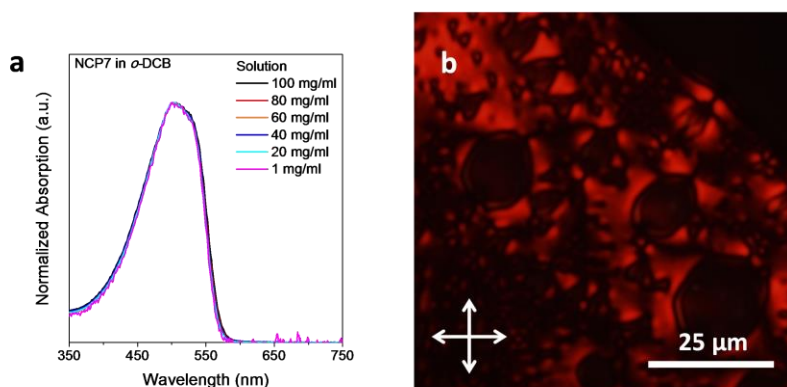 a
NCP7 in o-DCB
Solution
100 mg/ml
80 mg/ml
60 mg/ml
40 mg/ml
20 mg/ml
1 mg/ml
Normalized Absorption (a.u.)
350
450
550
650
750
Wavelength (nm)
b
25 μm